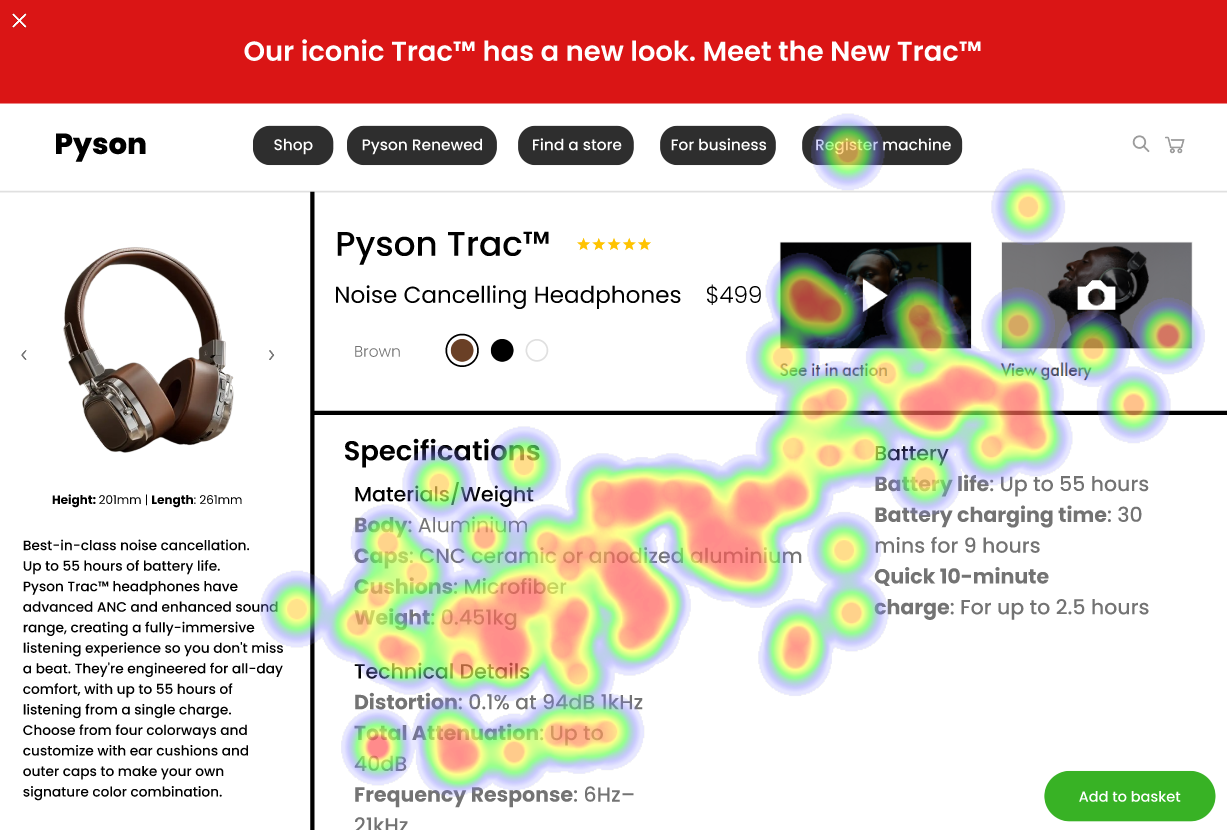 Our iconic Trac™ has a new look. Meet the New Trac™
Pyson
Shop
Pyson Renewed
Find a store
For business
Register machine
Pyson Trac™
Noise Cancelling Headphones
$499
Brown
See it in action
View gallery
Height: 201mm | Length: 261mm
Best-in-class noise cancellation.
Up to 55 hours of battery life.
Pyson Trac™ headphones have
advanced ANC and enhanced sound
range, creating a fully-immersive
listening experience so you don't miss
a beat. They're engineered for all-day
comfort, with up to 55 hours of
listening from a single charge.
Choose from four colorways and
customize with ear cushions and
outer caps to make your own
signature color combination.
Specifications
Materials/Weight
Body: Aluminium
Caps: CNC ceramic or anodized aluminium
Cushions: Microfiber
Weight: 0.451kg
Technical Details
Distortion: 0.1% at 94dB 1kHz
Total Attenuation: Up to
40dB
Frequency Response: 6Hz–
21kHz
Battery
Battery life: Up to 55 hours
Battery charging time: 30
mins for 9 hours
Quick 10-minute
charge: For up to 2.5 hours
Add to basket